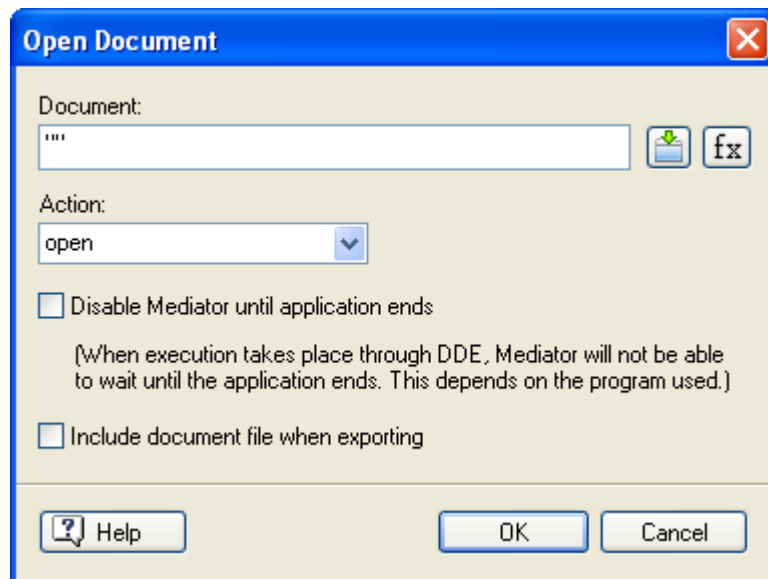 Open Document
Document:
""
fx
Action:
open
Disable Mediator until application ends
(When execution takes place through DDE, Mediator will not be able
to wait until the application ends. This depends on the program used.)
Include document file when exporting
? Help
OK
Cancel